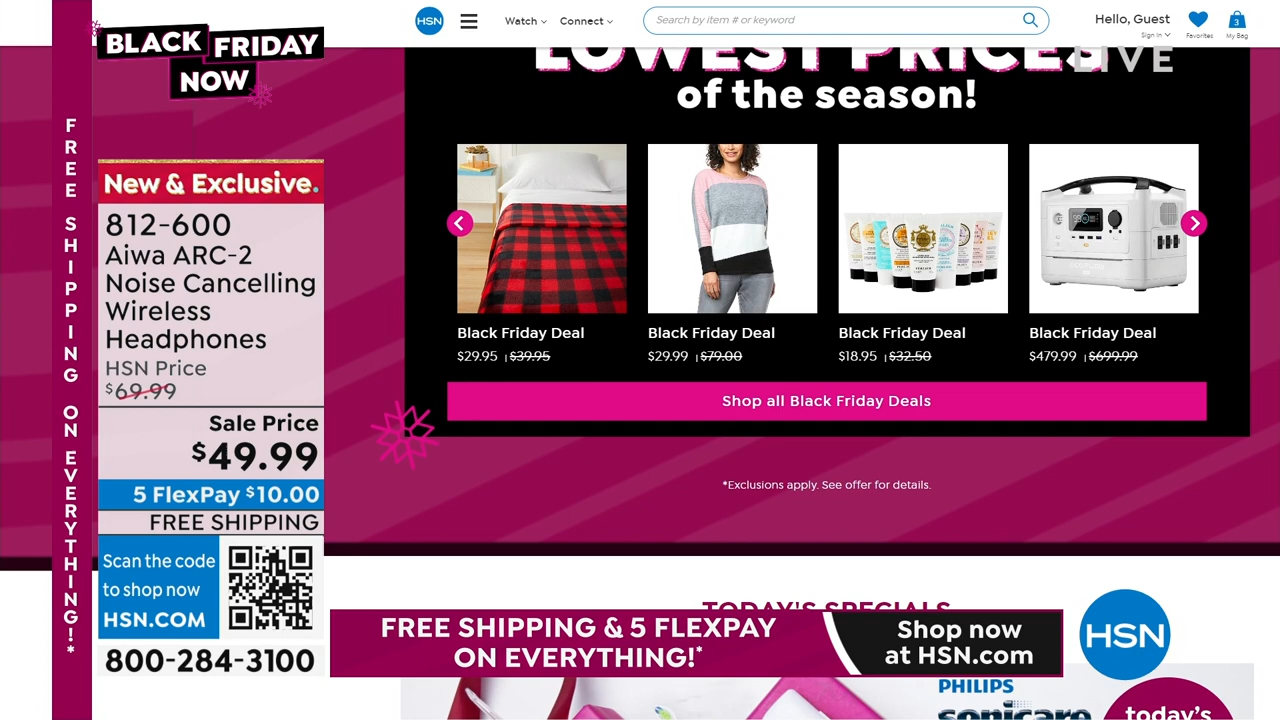 FREE SHIPPING ON EVERYTHING!*
BLACK FRIDAY
NOW
New & Exclusive.
812-600
Aiwa ARC-2
Noise Cancelling
Wireless
Headphones
HSN Price
$69.99
Sale Price
$49.99
5 FlexPay $10.00
FREE SHIPPING
Scan the code
to shop now
HSN.COM
800-284-3100
HSN
Watch
Connect
Search by item # or keyword
Hello, Guest
Sign in
Favorites
3
My Bag
LIVE
LOWEST PRICES
of the season!
Black Friday Deal
$29.95 | $39.95
Black Friday Deal
$29.99 | $79.00
Black Friday Deal
$18.95 | $32.50
Black Friday Deal
$479.99 | $699.99
Shop all Black Friday Deals
*Exclusions apply. See offer for details.
TODAY'S SPECIALS
FREE SHIPPING & 5 FLEXPAY
ON EVERYTHING!*
Shop now
at HSN.com
HSN
PHILIPS
sonicare
today's